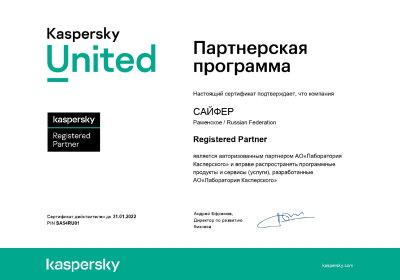 Kaspersky
United
Партнерская
программа
Настоящий сертификат подтверждает, что компания
САЙФЕР
Раменское / Russian Federation
kaspersky
Registered
Partner
Registered Partner
является авторизованным партнером АО«Лаборатория
Касперского» и вправе распространять программные
продукты и сервисы (услуги), разработанные
АО«Лаборатория Касперского»
Сертификат действителен до 31.01.2022
PIN SA54RU01
Андрей Ефремов,
Директор по развитию
бизнеса
kaspersky
kaspersky.com